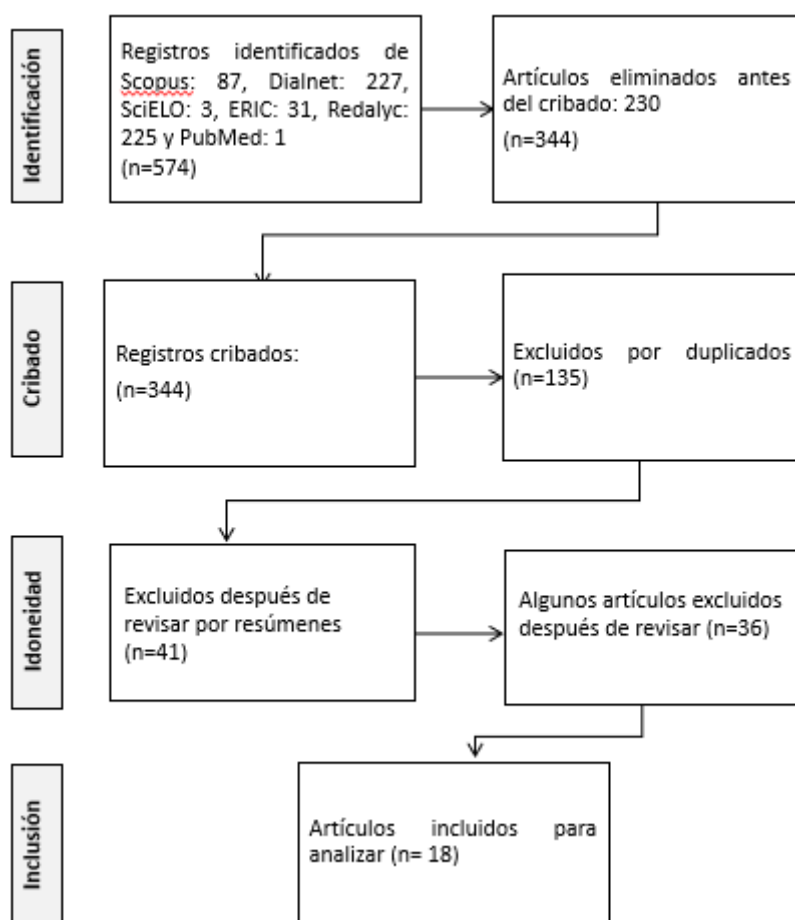 Identificación
Registros identificados de
Scopus: 87, Dialnet: 227,
SciELO: 3, ERIC: 31, Redalyc:
225 y PubMed: 1
(n=574)
Artículos eliminados antes
del cribado: 230
(n=344)
Cribado
Registros cribados:
(n=344)
Excluidos por duplicados
(n=135)
Idoneidad
Excluidos después de
revisar por resúmenes
(n=41)
Algunos artículos excluidos
después de revisar (n=36)
Inclusión
Artículos incluidos para
analizar (n= 18)